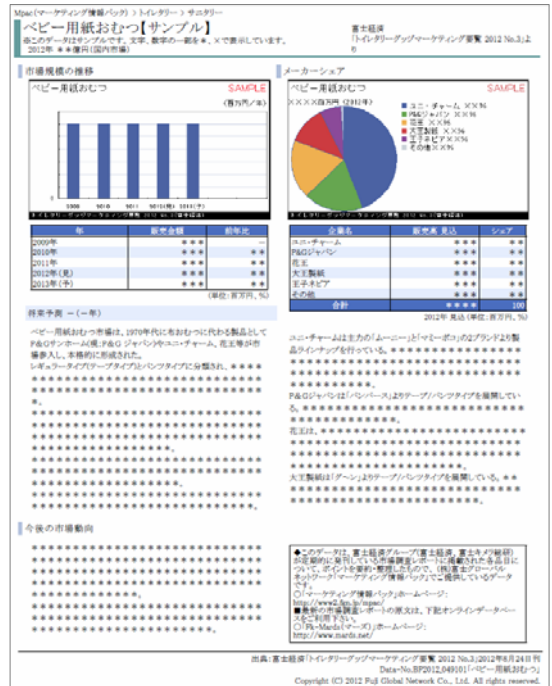 Mpac(マーケティング情報パック) > トイレタリー > サニタリー
ベビー用紙おむつ【サンプル】
※このデータはサンプルです。文字、数字の一部を*、×で表示しています。
2012年 **億円(国内市場)
富士経済
「トイレタリーグッズマーケティング要覧 2012 No.3」よ
り
市場規模の推移
ベビー用紙おむつ
SAMPLE
(百万円/年)
年 販売金額 前年比
2009年 *** —
2010年 *** **
2011年 *** **
2012年(見) *** **
2013年(予) *** **
(単位:百万円、%)
将来予測 -(-年)
ベビー用紙おむつ市場は、1970年代に布おむつに代わる製品として
P&Gサンホーム(現:P&G ジャパン)やユニ・チャーム、花王等が市
場参入し、本格的に形成された。
レギュラータイプ(テープタイプ)とパンツタイプに分類され、****
今後の市場動向
メーカーシェア
ベビー用紙おむつ
SAMPLE
××××百万円 (2012年)
ユニ・チャーム ××%
P&Gジャパン ××%
花王 ××%
大王製紙 ××%
王子ネピア××%
その他××%
企業名 販売高 見込 シェア
ユニ・チャーム *** **
P&Gジャパン *** **
花王 *** **
大王製紙 *** **
王子ネピア *** **
その他 *** **
合計 **** 100
2012年 見込(単位:百万円、%)
ユニ・チャームは主力の「ムーニー」と「マミーポコ」の2ブランドより製
品ラインナップを行っている。
P&Gジャパンは「パンパース」よりテープ/パンツタイプを展開してい
る。
花王は、
大王製紙は「グ〜ン」よりテープ/パンツタイプを展開している。**
◆このデータは、富士経済グループ(富士経済、富士キメラ総研)
が定期的に発刊している市場調査レポートに掲載された各品目に
ついて、ポイントを要約・整理したもので、(株)富士グローバル
ネットワーク「マーケティング情報パック」でご提供しているデータ
です。
○「マーケティング情報パック」ホームページ:
http://www2.fgn.jp/mpac/
■最新の市場調査レポートの原文は、下記オンラインデータベー
スをご利用下さい。
○「Fk-Mards(マーズ)」ホームページ:
http://www.mards.net/
出典:富士経済「トイレタリーグッズマーケティング要覧 2012 No.3」2012年8月24日刊
Data-No.BP2012_049101「ベビー用紙おむつ」
Copyright (C) 2012 Fuji Global Network Co., Ltd. All rights reserved.